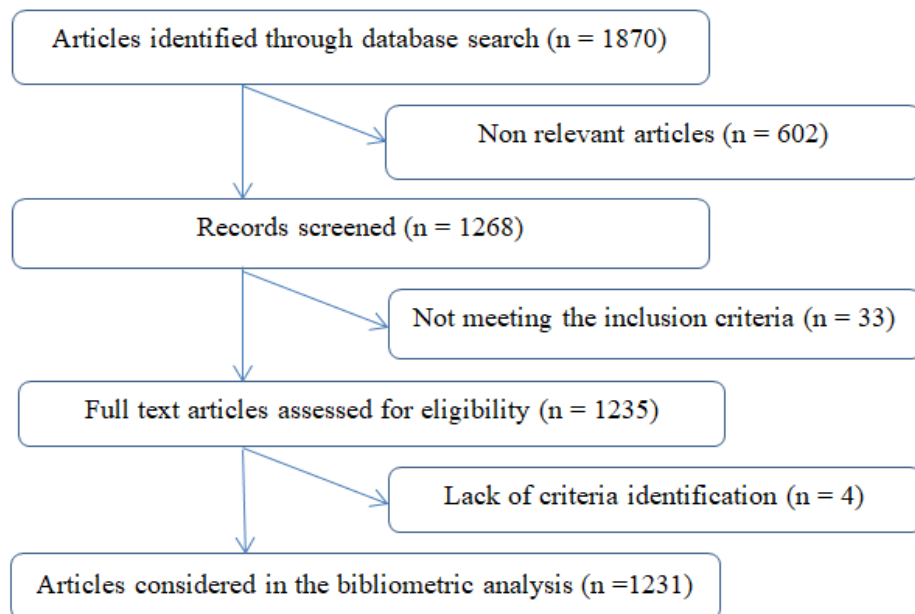 Articles identified through database search (n = 1870)
Non relevant articles (n = 602)
Records screened (n = 1268)
Not meeting the inclusion criteria (n = 33)
Full text articles assessed for eligibility (n = 1235)
Lack of criteria identification (n = 4)
Articles considered in the bibliometric analysis (n =1231)